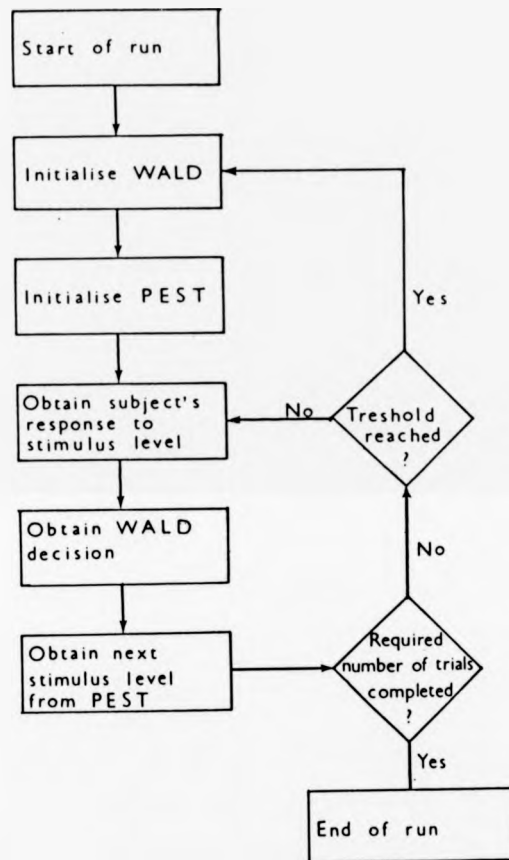 Start of run
Initialise WALD
Initialise PEST
Yes
Obtain subject's
response to
stimulus level
No
Treshold
reached
?
Obtain WALD
decision
No
Obtain next
stimulus level
from PEST
Required
number of trials
completed
?
Yes
End of run